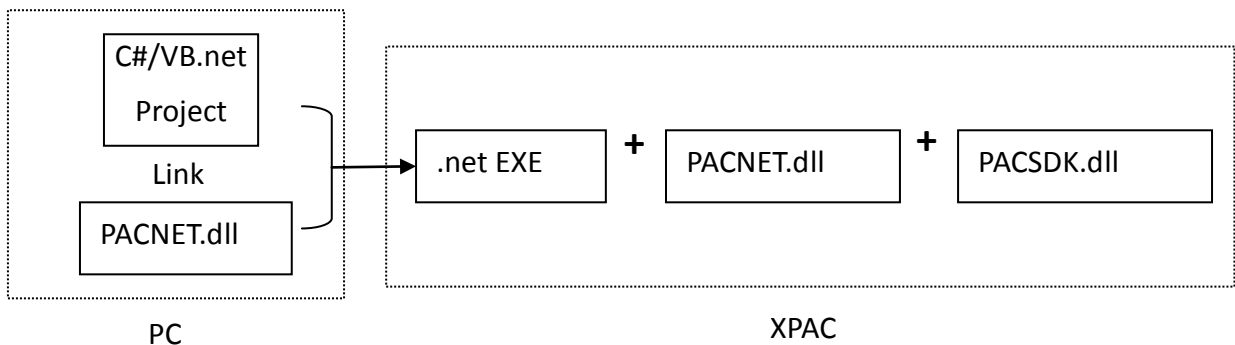 C#/VB.net
Project
Link
PACNET.dll
PC
.net EXE
+
PACNET.dll
+
PACSDK.dll
XPAC